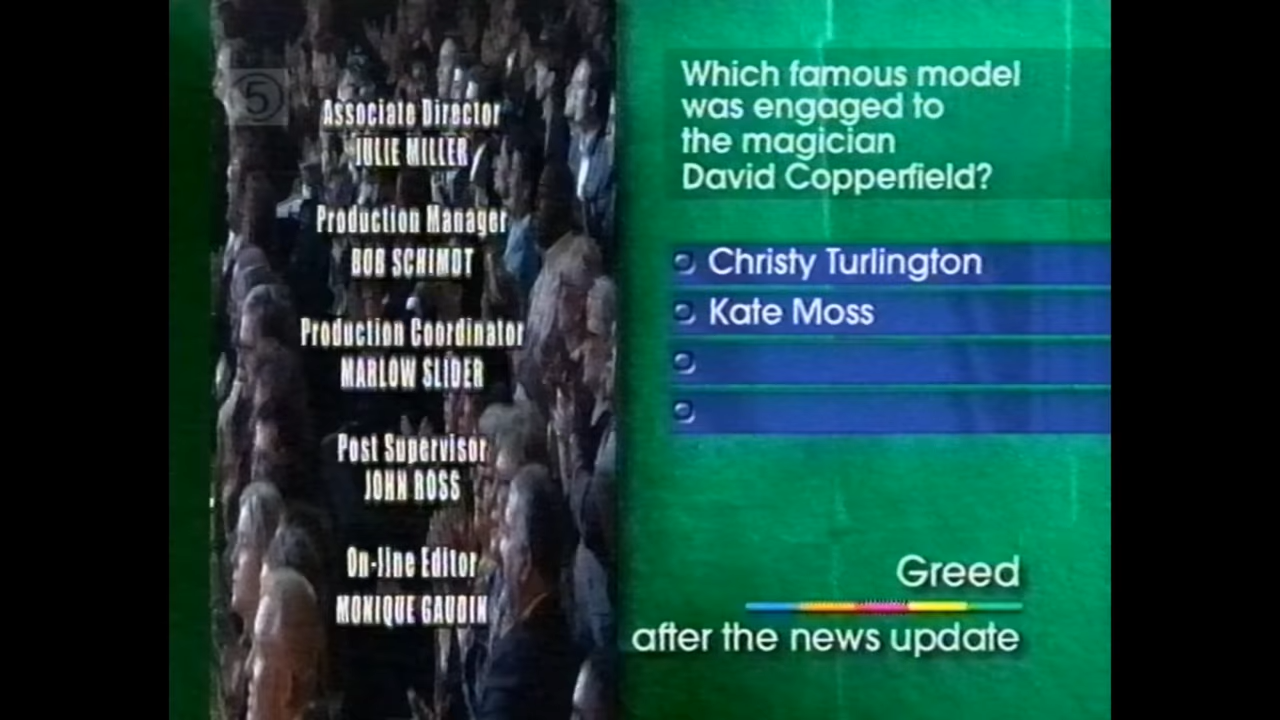 5
Associate Director
JULIE MILLER
Production Manager
BOB SCHIMDT
Production Coordinator
MARLOW SLIDER
Post Supervisor
JOHN ROSS
On-line Editor
MONIQUE GAUDIN
Which famous model
was engaged to
the magician
David Copperfield?
Christy Turlington
Kate Moss
Greed
after the news update